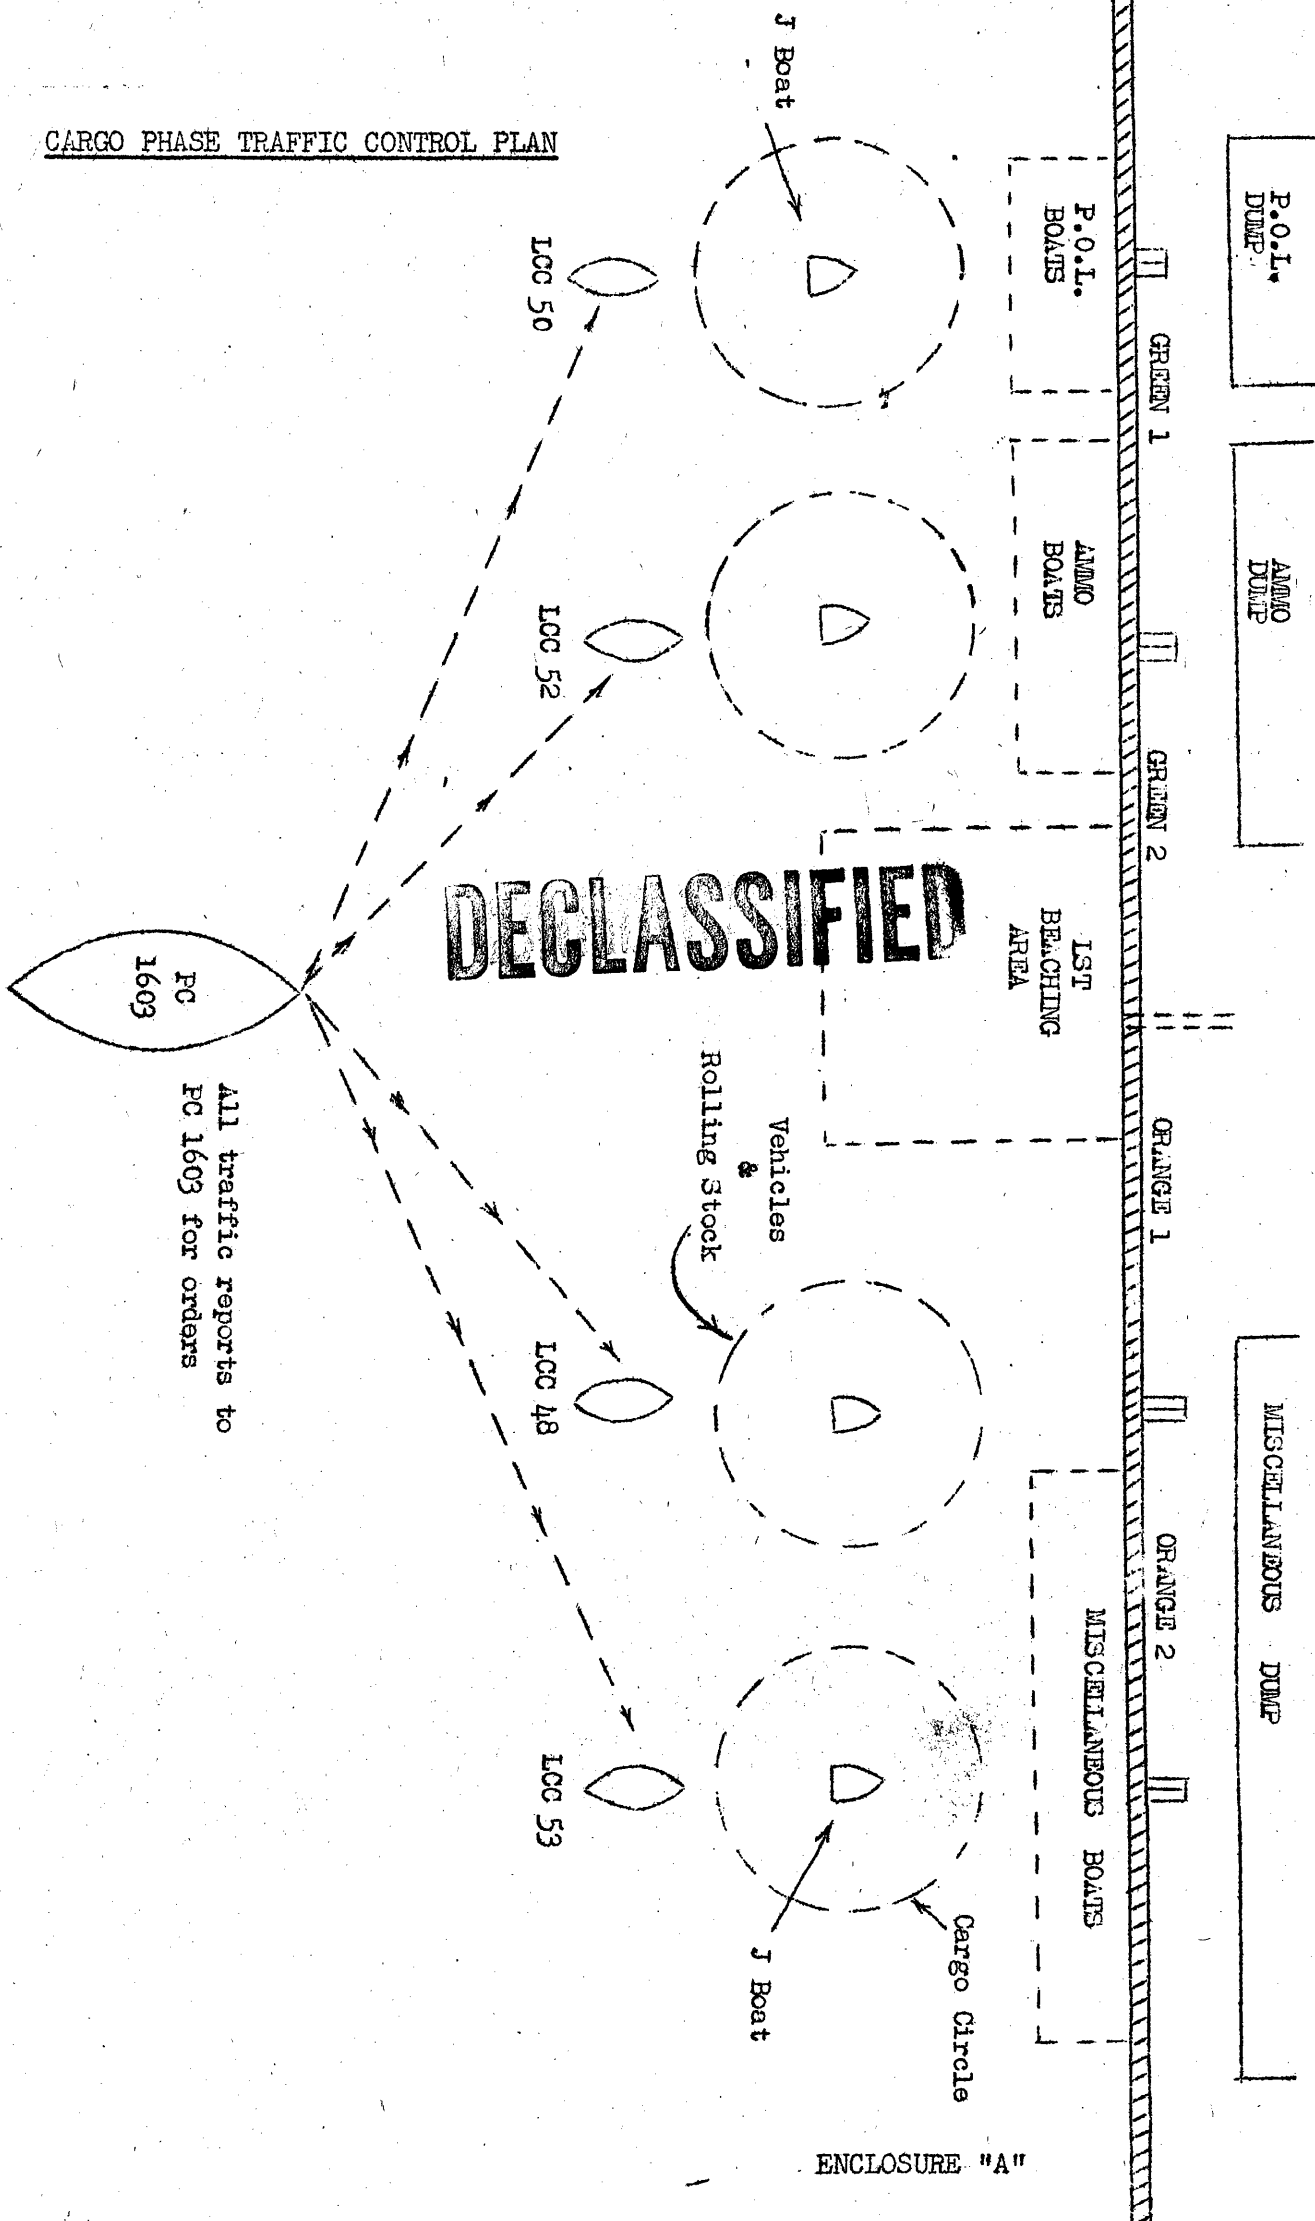 CARGO PHASE TRAFFIC CONTROL PLAN
P.O.L.
DUMP
AMMO
DUMP
MISCELLANEOUS DUMP
GREEN 1
GREEN 2
ORANGE 1
ORANGE 2
P.O.L.
BOATS
AMMO
BOATS
LST
BEACHING
AREA
MISCELLANEOUS BOATS
J Boat
Vehicles
&
Rolling Stock
Cargo Circle
J Boat
LCC 50
LCC 52
LCC 48
LCC 53
DECLASSIFIED
PC
1603
All traffic reports to
PC 1603 for orders
ENCLOSURE "A"